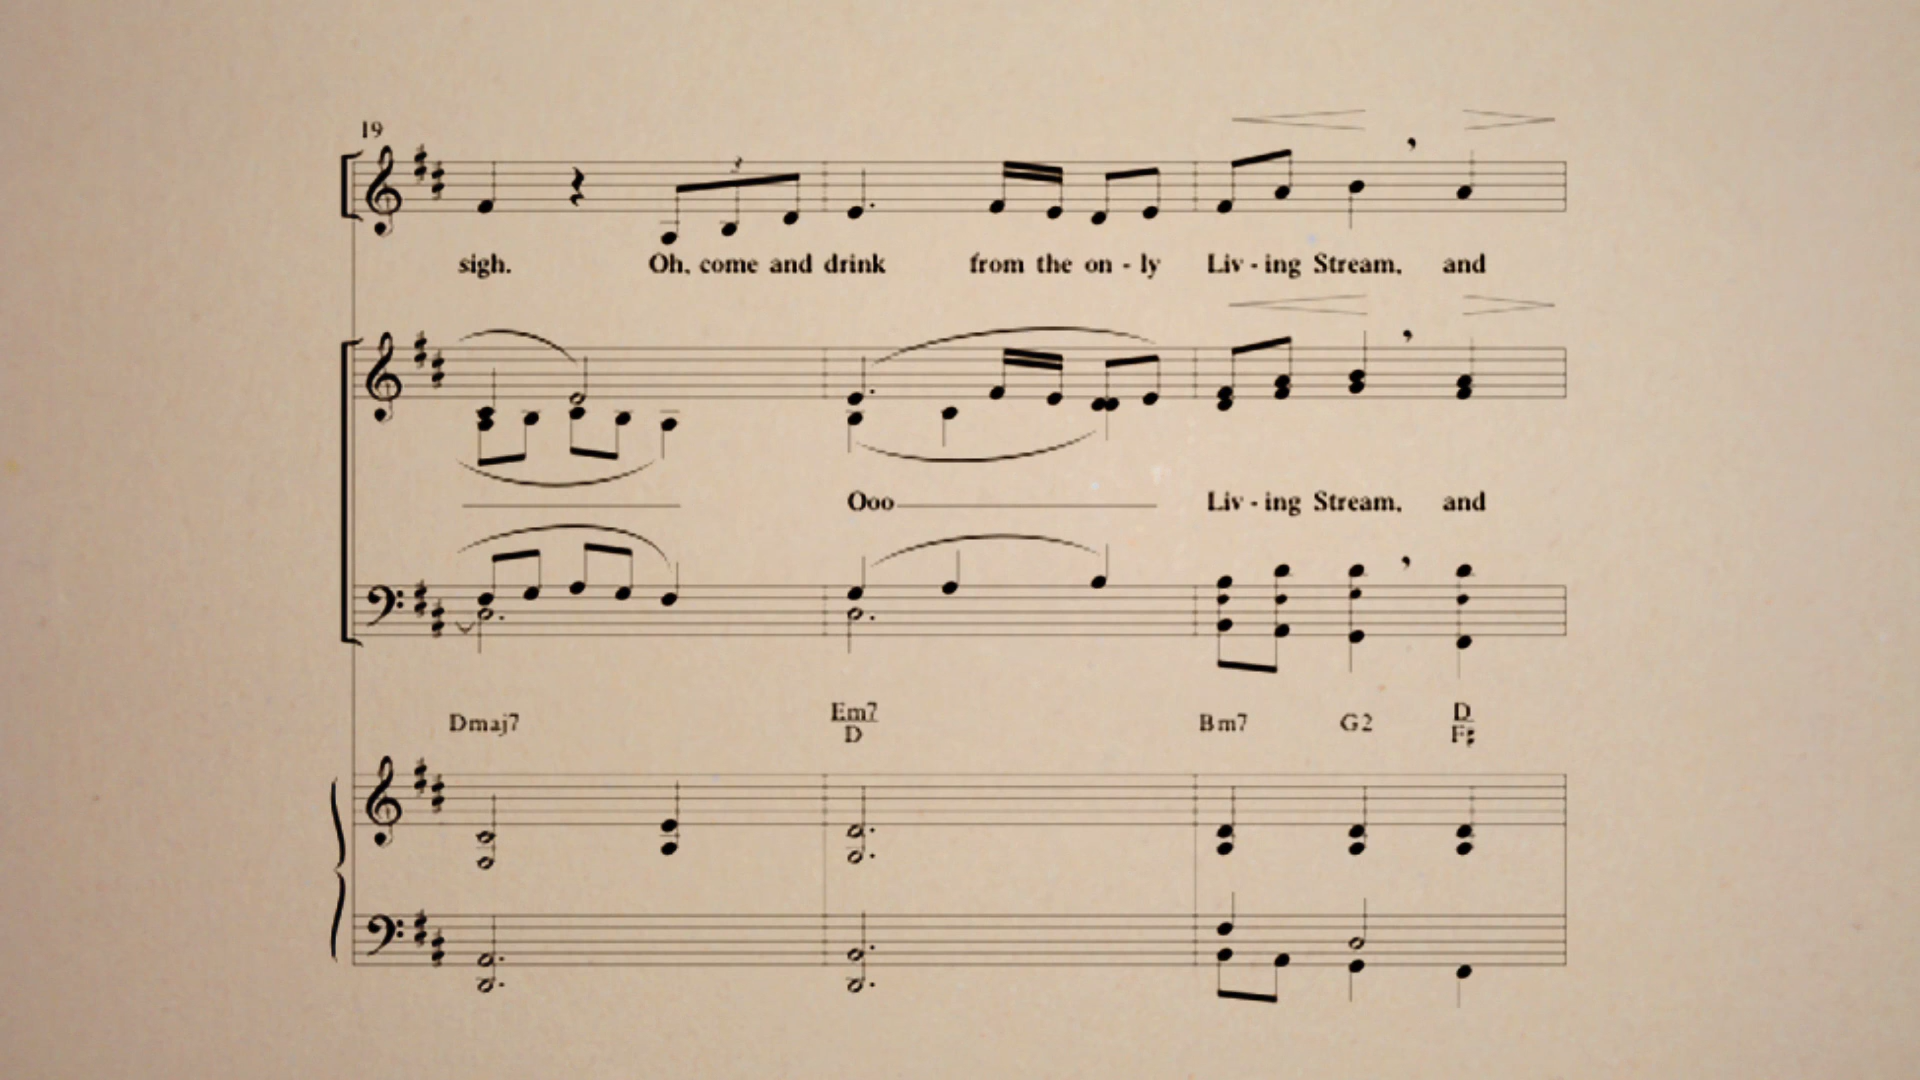 19
3
sigh. Oh, come and drink from the on - ly Liv - ing Stream, and
Ooo Liv - ing Stream, and
Dmaj7 Em7 Bm7 G2 D
D F#